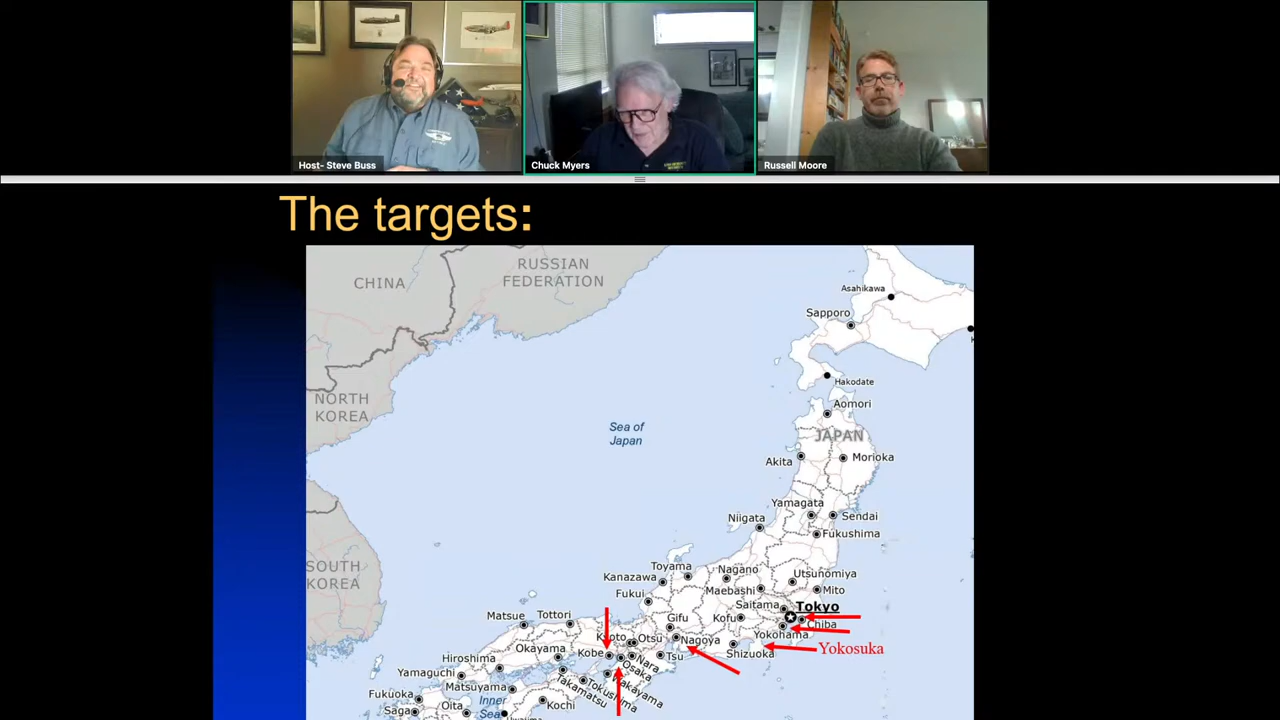 Host- Steve Buss
Chuck Myers
Russell Moore
The targets:
CHINA
RUSSIAN
FEDERATION
Asahikawa
Sapporo
Hakodate
NORTH
KOREA
Aomori
Sea of
Japan
JAPAN
Akita
Morioka
Yamagata
Niigata
Sendai
Fukushima
SOUTH
KOREA
Toyama
Nagano
Utsunomiya
Kanazawa
Maebashi
Mito
Fukui
Saitama
Tokyo
Matsue
Tottori
Gifu
Kofu
Chiba
Kyoto
Otsu
Nagoya
Yokohama
Yokosuka
Okayama
Kobe
Nara
Tsu
Shizuoka
Hiroshima
Osaka
Yamaguchi
Wakayama
Matsuyama
Takamatsu
Tokushima
Fukuoka
Inner
Sea
Kochi
Saga
Oita